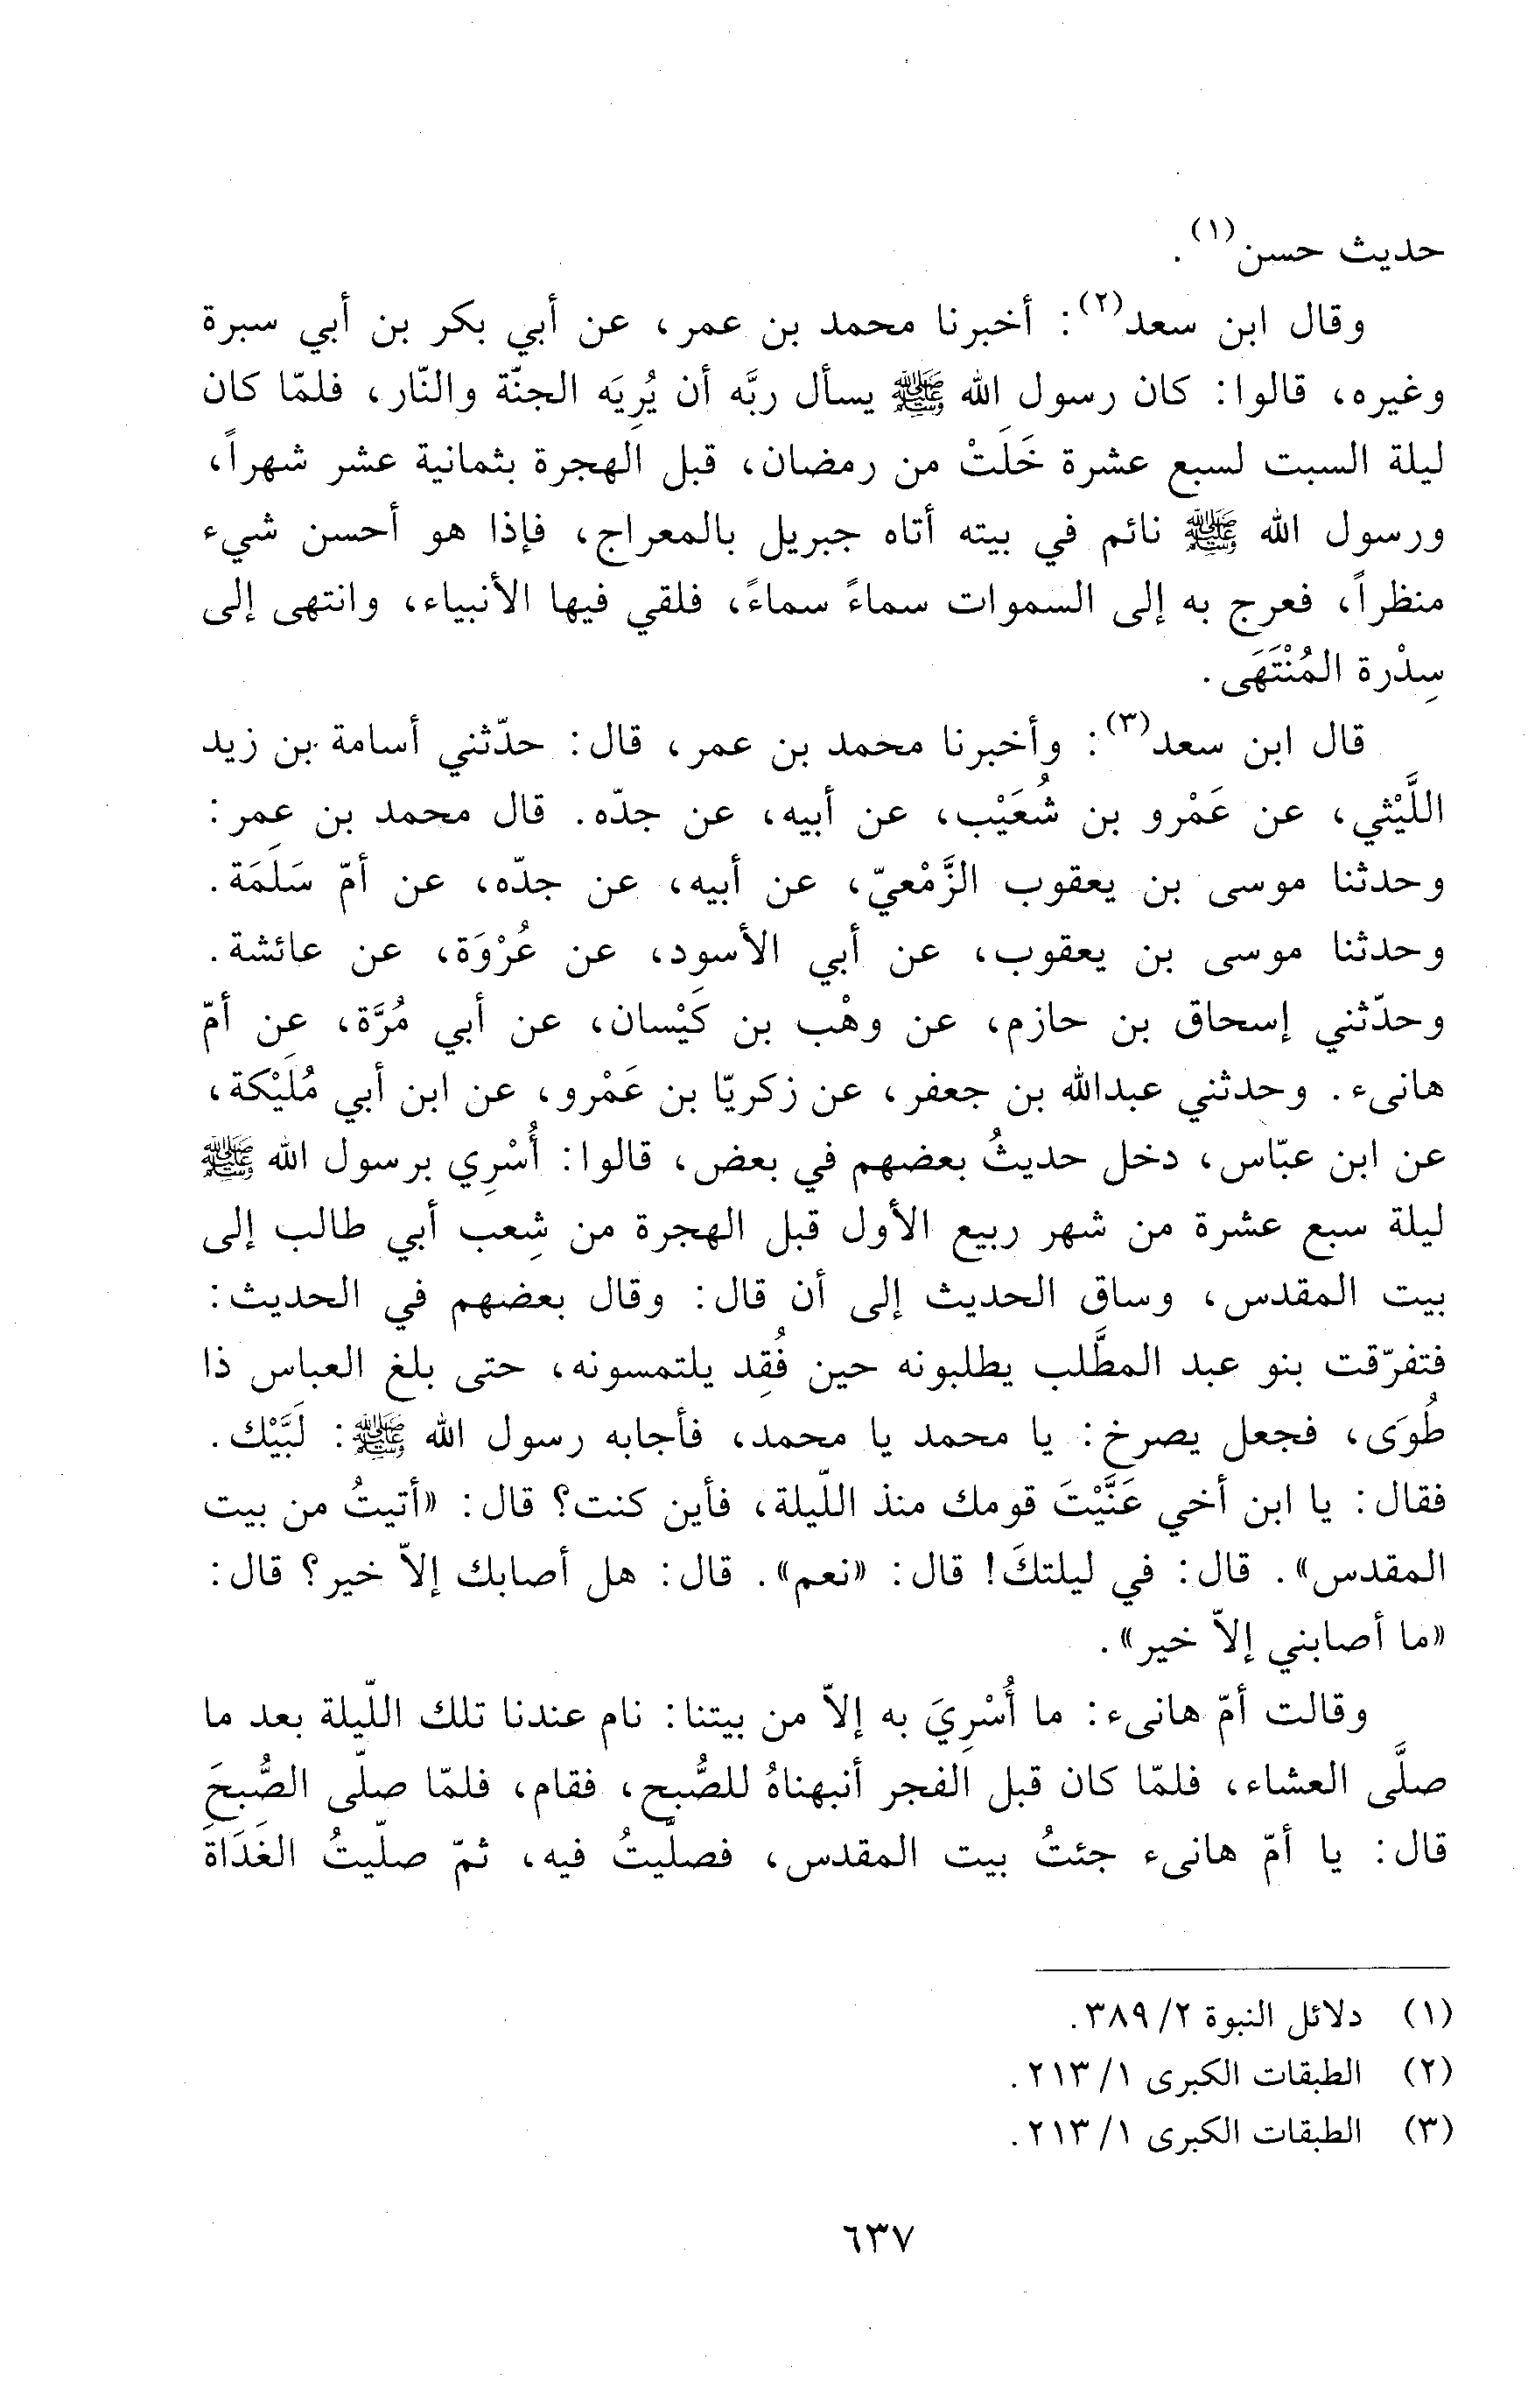 حديث حسن(١).
وقال ابن سعد(٢): أخبرنا محمد بن عمر، عن أبي بكر بن أبي سبرة
وغيره، قالوا: كان رسول الله ﷺ يسأل ربَّه أن يُرِيَه الجنّة والنّار، فلمّا كان
ليلة السبت لسبع عشرة خَلَتْ من رمضان، قبل الهجرة بثمانية عشر شهراً،
ورسول الله ﷺ نائم في بيته أتاه جبريل بالمعراج، فإذا هو أحسن شيء
منظراً، فعرج به إلى السموات سماءً سماءً، فلقي فيها الأنبياء، وانتهى إلى
سِدْرة المُنْتَهَى.
قال ابن سعد(٣): وأخبرنا محمد بن عمر، قال: حدّثني أسامة بن زيد
اللَّيْثي، عن عَمْرو بن شُعَيْب، عن أبيه، عن جدّه. قال محمد بن عمر:
وحدثنا موسى بن يعقوب الزَّمْعيّ، عن أبيه، عن جدّه، عن أمّ سَلَمَة.
وحدثنا موسى بن يعقوب، عن أبي الأسود، عن عُرْوَة، عن عائشة.
وحدّثني إسحاق بن حازم، عن وهْب بن كَيْسان، عن أبي مُرَّة، عن أمّ
هانىء. وحدثني عبدالله بن جعفر، عن زكريّا بن عَمْرو، عن ابن أبي مُلَيْكة،
عن ابن عبّاس، دخل حديثُ بعضهم في بعض، قالوا: أُسْرِي برسول الله ﷺ
ليلة سبع عشرة من شهر ربيع الأول قبل الهجرة من شِعب أبي طالب إلى
بيت المقدس، وساق الحديث إلى أن قال: وقال بعضهم في الحديث:
فتفرّقت بنو عبد المطَّلب يطلبونه حين فُقِد يلتمسونه، حتى بلغ العباس ذا
طُوَى، فجعل يصرخ: يا محمد يا محمد، فأجابه رسول الله ﷺ: لَبَّيْك.
فقال: يا ابن أخي عَنَّيْتَ قومك منذ اللّيلة، فأين كنت؟ قال: «أتيتُ من بيت
المقدس». قال: في ليلتكَ! قال: «نعم». قال: هل أصابك إلاّ خير؟ قال:
«ما أصابني إلاّ خير».
وقالت أمّ هانىء: ما أُسْرِيَ به إلاّ من بيتنا: نام عندنا تلك اللّيلة بعد ما
صلَّى العشاء، فلمّا كان قبل الفجر أنبهناهُ للصُّبح، فقام، فلمّا صلّى الصُّبحَ
قال: يا أمّ هانىء جئتُ بيت المقدس، فصلّيتُ فيه، ثمّ صلّيتُ الغَدَاةَ
(١) دلائل النبوة ٢/ ٣٨٩.
(٢) الطبقات الكبرى ١/ ٢١٣.
(٣) الطبقات الكبرى ١/ ٢١٣.
٦٣٧